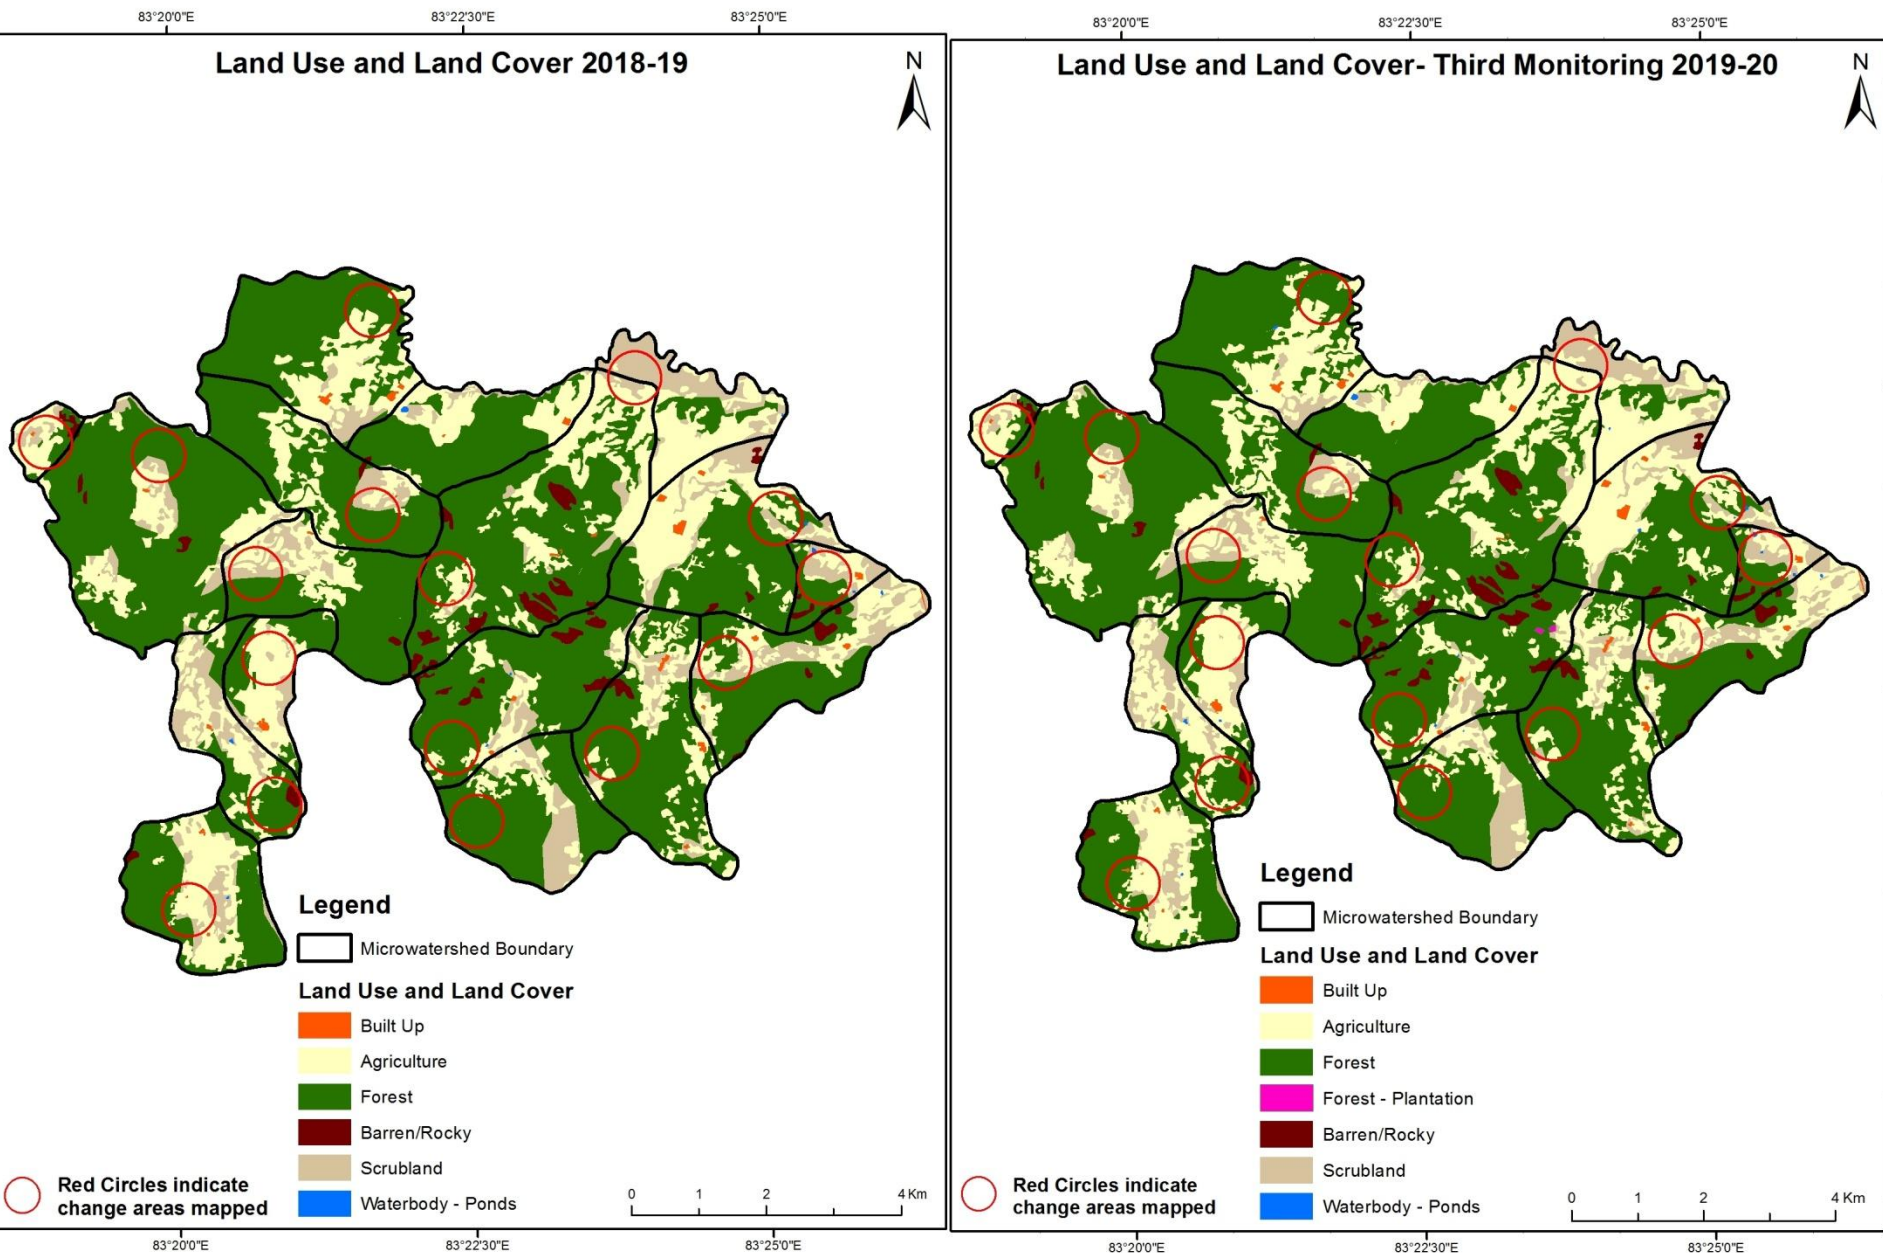 83°20'0"E 83°22'30"E 83°25'0"E
Land Use and Land Cover 2018-19
N
Legend
Microwatershed Boundary
Land Use and Land Cover
Built Up
Agriculture
Forest
Barren/Rocky
Scrubland
Waterbody - Ponds
Red Circles indicate
change areas mapped
0 1 2 4 Km
83°20'0"E 83°22'30"E 83°25'0"E
83°20'0"E 83°22'30"E 83°25'0"E
Land Use and Land Cover- Third Monitoring 2019-20
N
Legend
Microwatershed Boundary
Land Use and Land Cover
Built Up
Agriculture
Forest
Forest - Plantation
Barren/Rocky
Scrubland
Waterbody - Ponds
Red Circles indicate
change areas mapped
0 1 2 4 Km
83°20'0"E 83°22'30"E 83°25'0"E